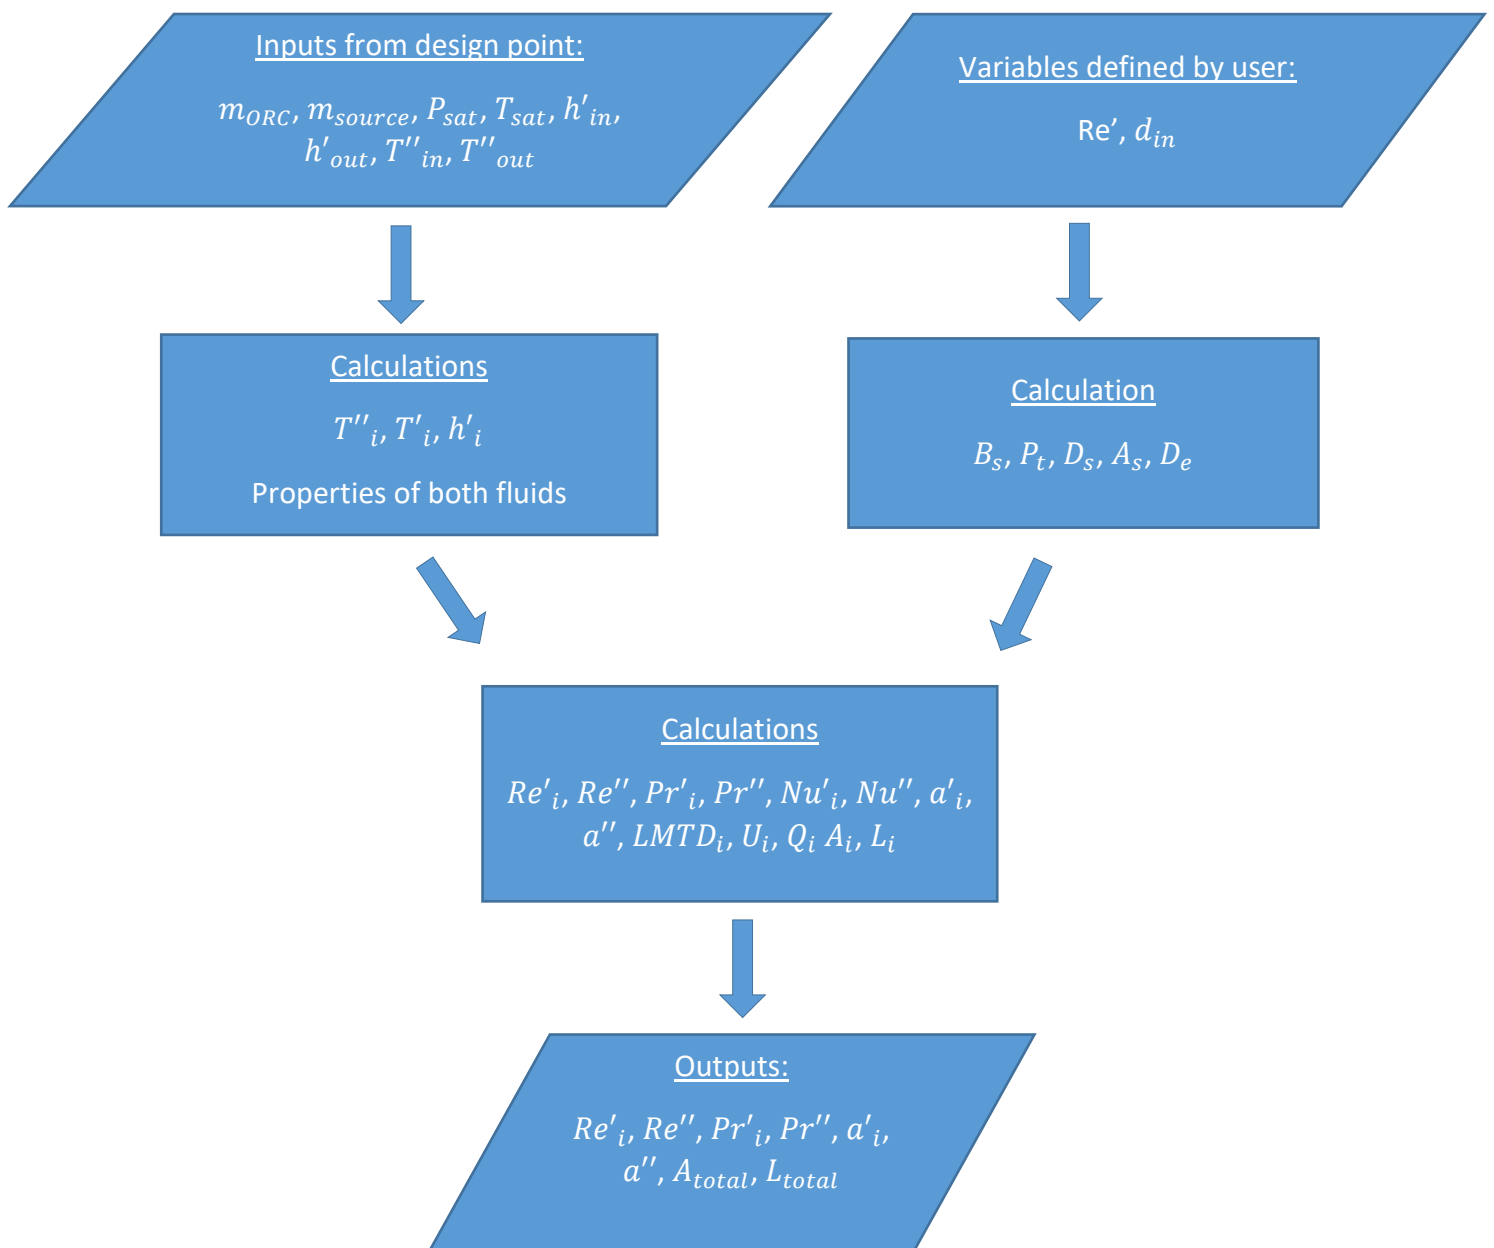 Inputs from design point:
m_ORC, m_source, P_sat, T_sat, h'_in,
h'_out, T''_in, T''_out
Variables defined by user:
Re’, d_in
Calculations
T''_i, T'_i, h'_i
Properties of both fluids
Calculation
B_s, P_t, D_s, A_s, D_e
Calculations
Re'_i, Re'', Pr'_i, Pr'', Nu'_i, Nu'', a'_i,
a'', LMTD_i, U_i, Q_i A_i, L_i
Outputs:
Re'_i, Re'', Pr'_i, Pr'', a'_i,
a'', A_total, L_total